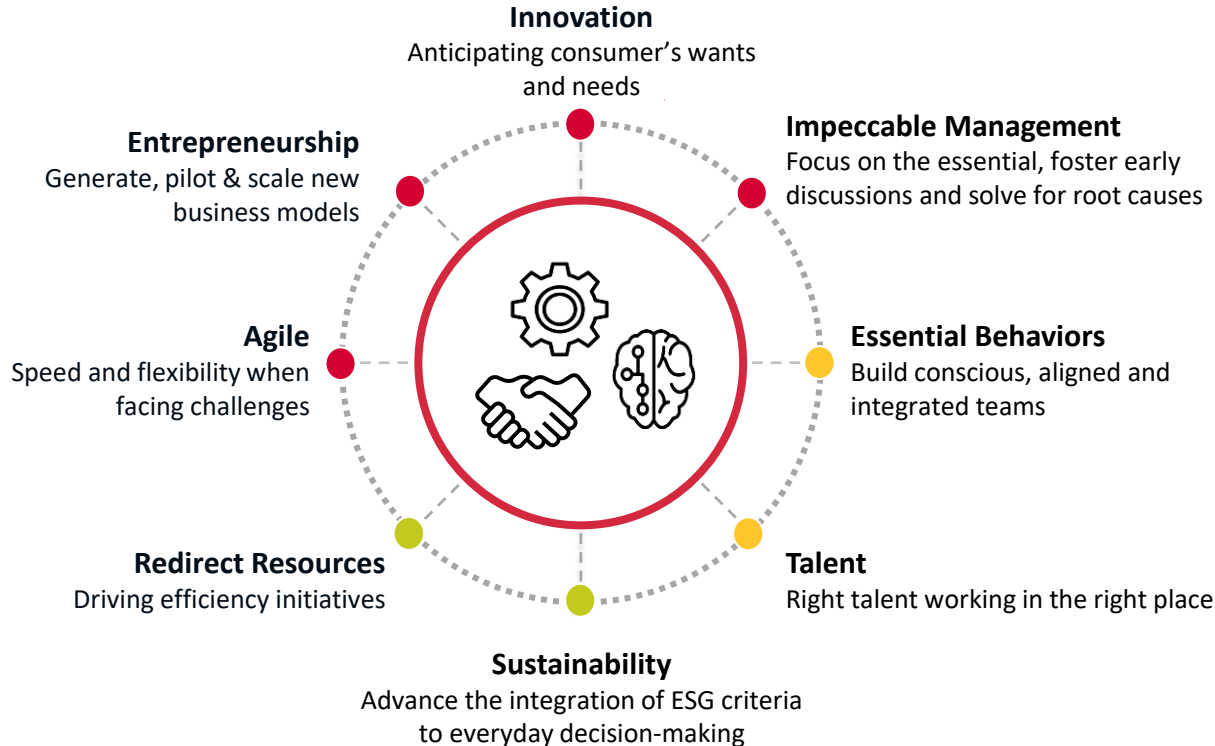 Innovation
Anticipating consumer’s wants
and needs
Impeccable Management
Focus on the essential, foster early
discussions and solve for root causes
Essential Behaviors
Build conscious, aligned and
integrated teams
Talent
Right talent working in the right place
Sustainability
Advance the integration of ESG criteria
to everyday decision-making
Redirect Resources
Driving efficiency initiatives
Agile
Speed and flexibility when
facing challenges
Entrepreneurship
Generate, pilot & scale new
business models